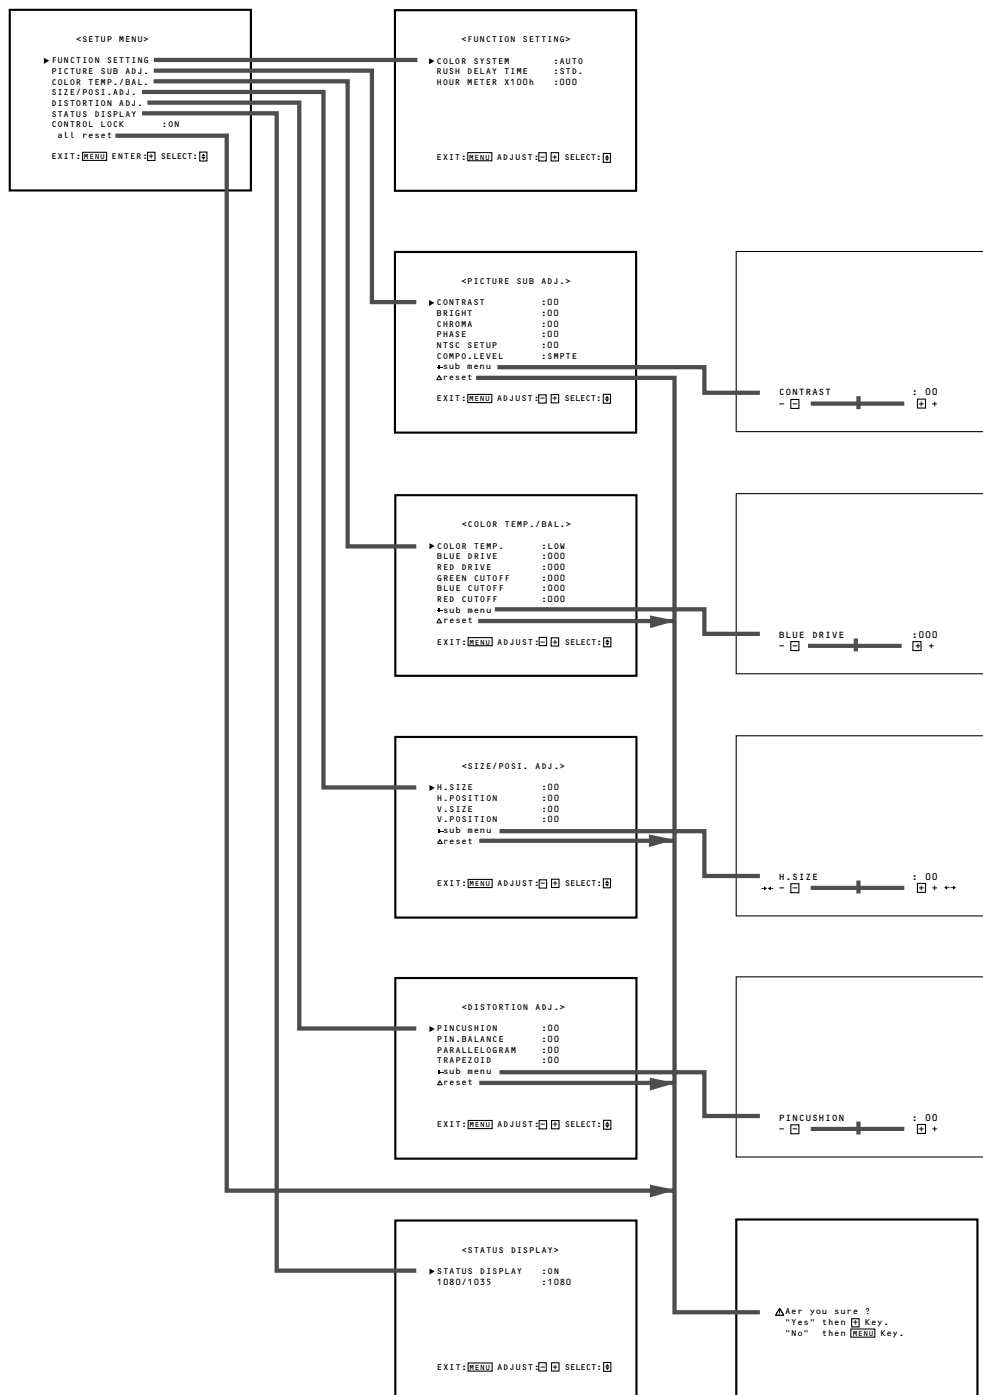 <SETUP MENU>
▶FUNCTION SETTING
PICTURE SUB ADJ.
COLOR TEMP./BAL.
SIZE/POSI.ADJ.
DISTORTION ADJ.
STATUS DISPLAY
CONTROL LOCK :ON
all reset
EXIT:MENU ENTER:+ SELECT:
<FUNCTION SETTING>
▶COLOR SYSTEM :AUTO
RUSH DELAY TIME :STD.
HOUR METER X100h :000
EXIT:MENU ADJUST:- + SELECT:
<PICTURE SUB ADJ.>
▶CONTRAST :00
BRIGHT :00
CHROMA :00
PHASE :00
NTSC SETUP :00
COMPO.LEVEL :SMPTE
sub menu
△reset
EXIT:MENU ADJUST:- + SELECT:
CONTRAST : 00
- - + +
<COLOR TEMP./BAL.>
▶COLOR TEMP. :LOW
BLUE DRIVE :000
RED DRIVE :000
GREEN CUTOFF :000
BLUE CUTOFF :000
RED CUTOFF :000
sub menu
△reset
EXIT:MENU ADJUST:- + SELECT:
BLUE DRIVE :000
- - + +
<SIZE/POSI. ADJ.>
▶H.SIZE :00
H.POSITION :00
V.SIZE :00
V.POSITION :00
sub menu
△reset
EXIT:MENU ADJUST:- + SELECT:
H.SIZE : 00
→← - - + + ←→
<DISTORTION ADJ.>
▶PINCUSHION :00
PIN.BALANCE :00
PARALLELOGRAM :00
TRAPEZOID :00
sub menu
△reset
EXIT:MENU ADJUST:- + SELECT:
PINCUSHION : 00
- - + +
<STATUS DISPLAY>
▶STATUS DISPLAY :ON
1080/1035 :1080
EXIT:MENU ADJUST:- + SELECT:
⚠Aer you sure ?
"Yes" then + Key.
"No" then MENU Key.